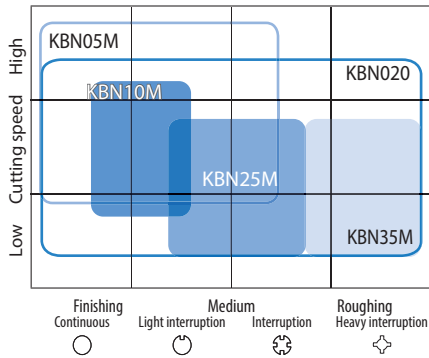 High
Cutting speed
Low
KBN05M
KBN020
KBN10M
KBN25M
KBN35M
Finishing Medium Roughing
Continuous Light interruption Interruption Heavy interruption